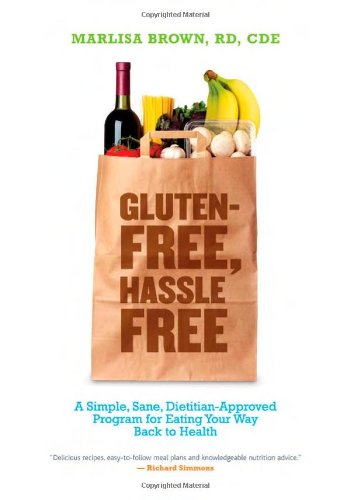 Copyrighted Material
MARLISA BROWN, RD, CDE
GLUTEN-
FREE,
HASSLE
FREE
A Simple, Sane, Dietitian-Approved
Program for Eating Your Way
Back to Health
"Delicious recipes, easy-to-follow meal plans and knowledgeable nutrition advice."
— Richard Simmons
Copyrighted Material